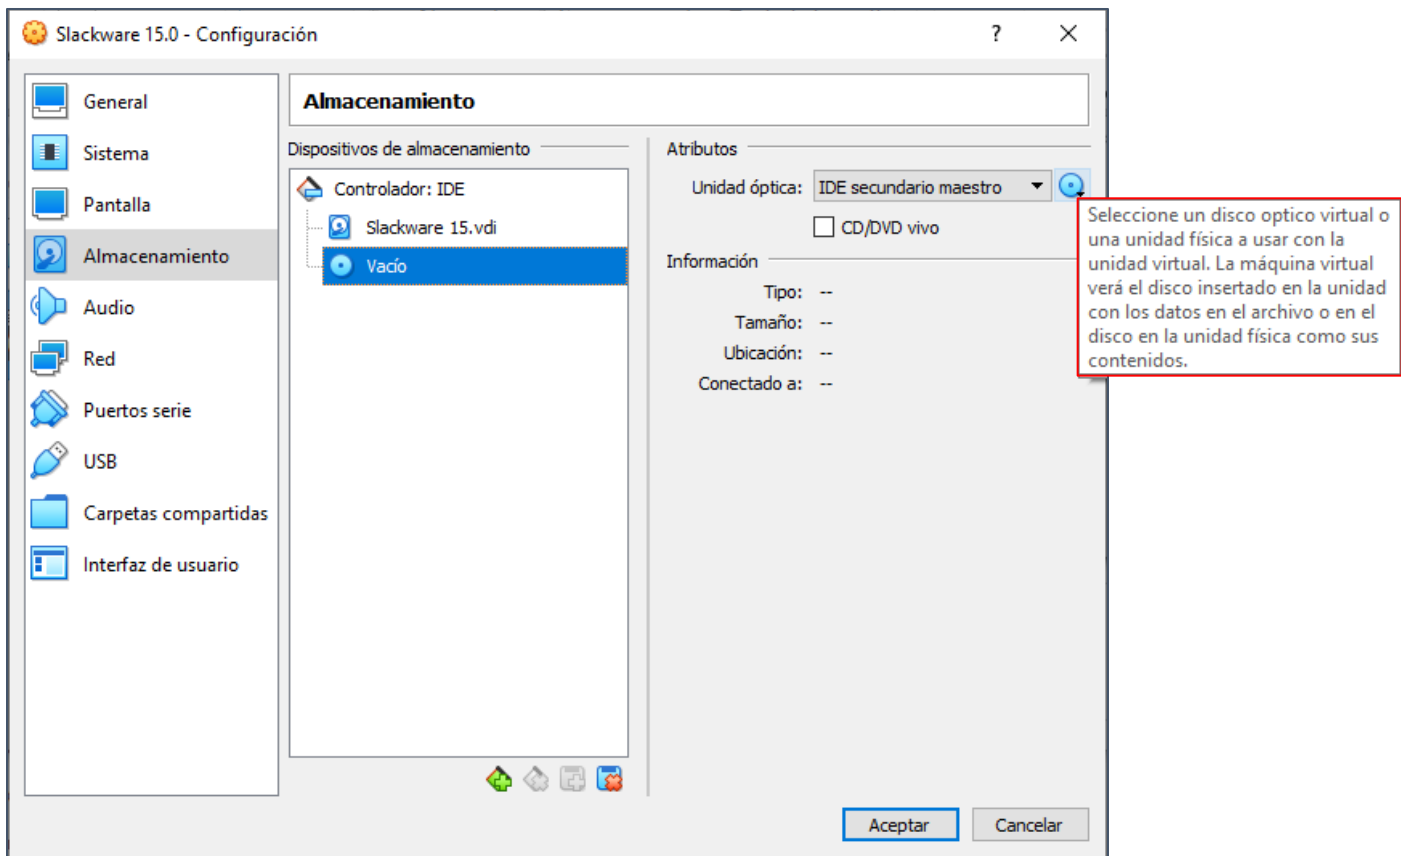 Slackware 15.0 - Configuración
?
General
Sistema
Pantalla
Almacenamiento
Audio
Red
Puertos serie
USB
Carpetas compartidas
Interfaz de usuario
Almacenamiento
Dispositivos de almacenamiento
Controlador: IDE
Slackware 15.vdi
Vacío
Atributos
Unidad óptica: IDE secundario maestro
CD/DVD vivo
Información
Tipo: --
Tamaño: --
Ubicación: --
Conectado a: --
Seleccione un disco optico virtual o
una unidad física a usar con la
unidad virtual. La máquina virtual
verá el disco insertado en la unidad
con los datos en el archivo o en el
disco en la unidad física como sus
contenidos.
Aceptar
Cancelar